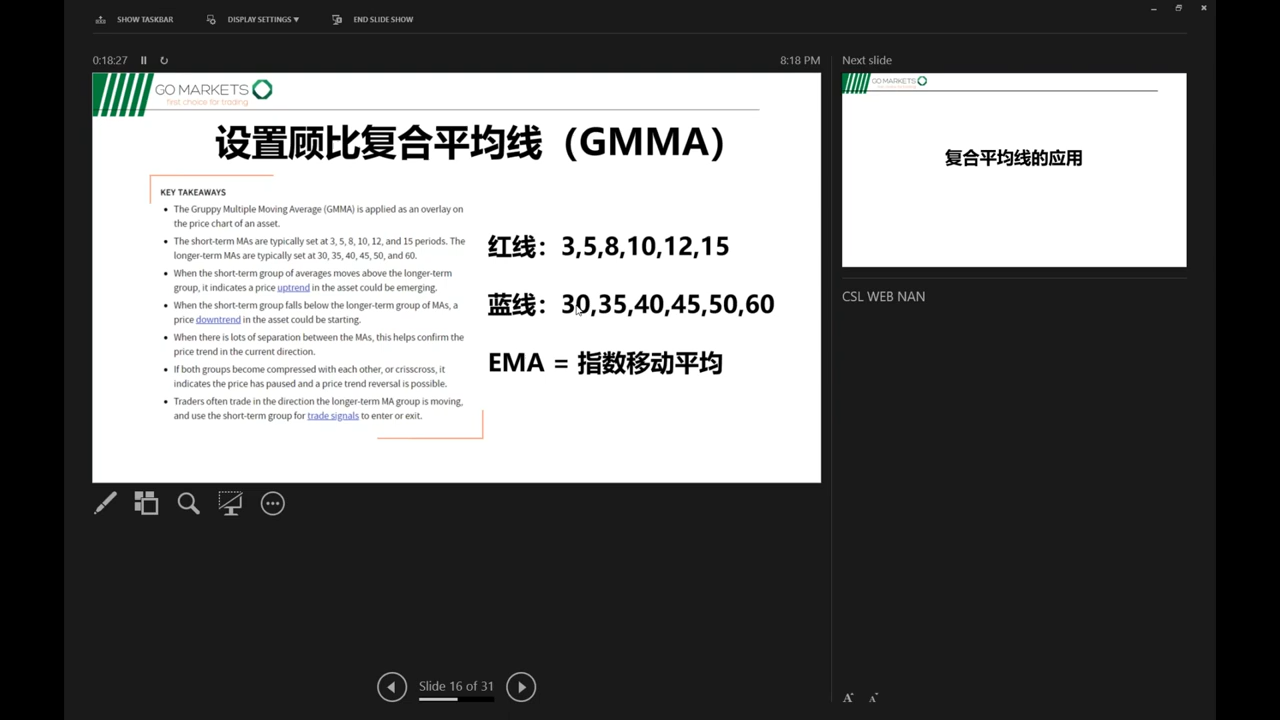 SHOW TASKBAR
DISPLAY SETTINGS ▼
END SLIDE SHOW
0:18:27
8:18 PM
GO MARKETS
first choice for trading
设置顾比复合平均线（GMMA）
KEY TAKEAWAYS
• The Gruppy Multiple Moving Average (GMMA) is applied as an overlay on
the price chart of an asset.
• The short-term MAs are typically set at 3, 5, 8, 10, 12, and 15 periods. The
longer-term MAs are typically set at 30, 35, 40, 45, 50, and 60.
• When the short-term group of averages moves above the longer-term
group, it indicates a price uptrend in the asset could be emerging.
• When the short-term group falls below the longer-term group of MAs, a
price downtrend in the asset could be starting.
• When there is lots of separation between the MAs, this helps confirm the
price trend in the current direction.
• If both groups become compressed with each other, or crisscross, it
indicates the price has paused and a price trend reversal is possible.
• Traders often trade in the direction the longer-term MA group is moving,
and use the short-term group for trade signals to enter or exit.
红线：3,5,8,10,12,15
蓝线：30,35,40,45,50,60
EMA = 指数移动平均
Slide 16 of 31
Next slide
GO MARKETS
复合平均线的应用
CSL WEB NAN
A A